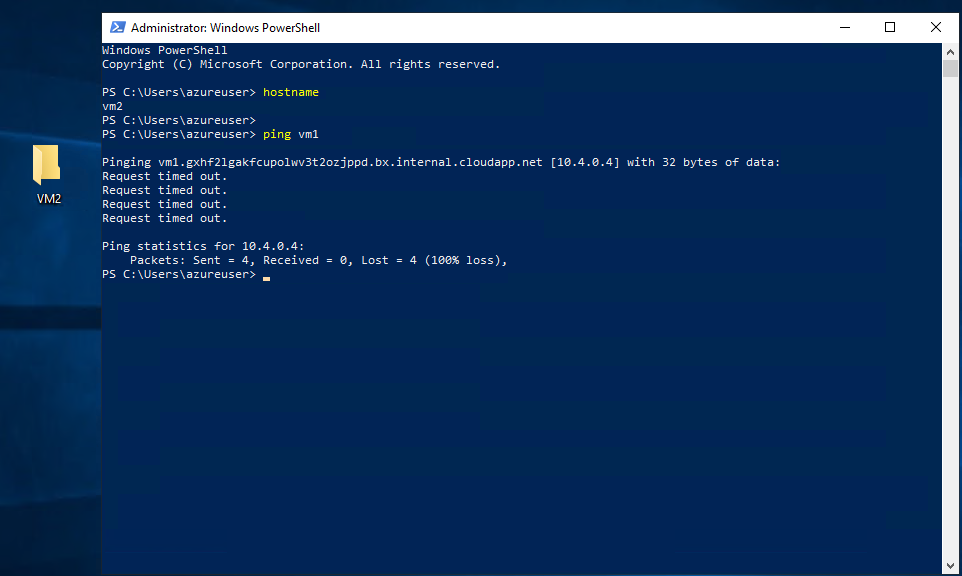 Administrator: Windows PowerShell
Windows PowerShell
Copyright (C) Microsoft Corporation. All rights reserved.
PS C:\Users\azureuser> hostname
vm2
PS C:\Users\azureuser>
PS C:\Users\azureuser> ping vm1
Pinging vm1.gxhf2lgakfcupolwv3t2ozjppd.bx.internal.cloudapp.net [10.4.0.4] with 32 bytes of data:
Request timed out.
Request timed out.
Request timed out.
Request timed out.
Ping statistics for 10.4.0.4:
    Packets: Sent = 4, Received = 0, Lost = 4 (100% loss),
PS C:\Users\azureuser>
VM2